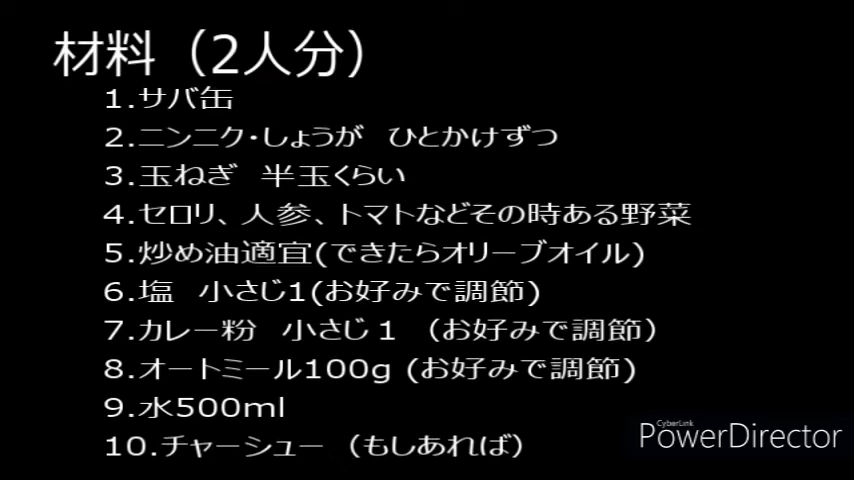 材料（2人分）
1.サバ缶
2.ニンニク・しょうが　ひとかけずつ
3.玉ねぎ　半玉くらい
4.セロリ、人参、トマトなどその時ある野菜
5.炒め油適宜(できたらオリーブオイル)
6.塩　小さじ1(お好みで調節)
7.カレー粉　小さじ１　（お好みで調節）
8.オートミール100g (お好みで調節)
9.水500ml
10.チャーシュー　（もしあれば）
CyberLink
PowerDirector